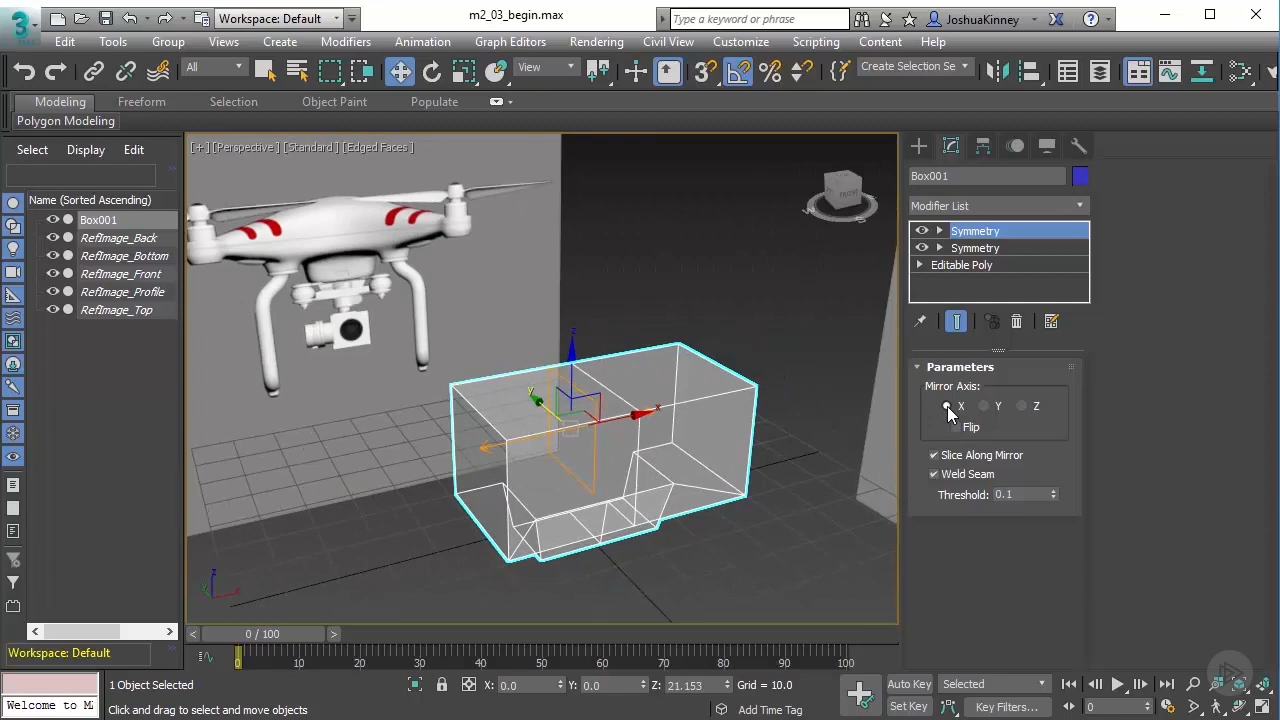 Workspace: Default
m2_03_begin.max
Type a keyword or phrase
JoshuaKinney
MAX
Edit Tools Group Views Create Modifiers Animation Graph Editors Rendering Civil View Customize Scripting Content Help
All
View
Create Selection Se
3
Modeling Freeform Selection Object Paint Populate
Polygon Modeling
Select Display Edit
[+] [Perspective] [Standard] [Edged Faces]
Name (Sorted Ascending)
Box001
RefImage_Back
RefImage_Bottom
RefImage_Front
RefImage_Profile
RefImage_Top
FRONT
W
S
z
y
x
z
Box001
Modifier List
Symmetry
Symmetry
Editable Poly
Parameters
Mirror Axis:
X Y Z
Flip
Slice Along Mirror
Weld Seam
Threshold: 0.1
< 0 / 100 >
Workspace: Default
0 10 20 30 40 50 60 70 80 90 100
1 Object Selected
X: 0.0 Y: 0.0 Z: 21.153 Grid = 10.0
Auto Key Selected
Welcome to MA
Click and drag to select and move objects
Add Time Tag
Set Key Key Filters...
0